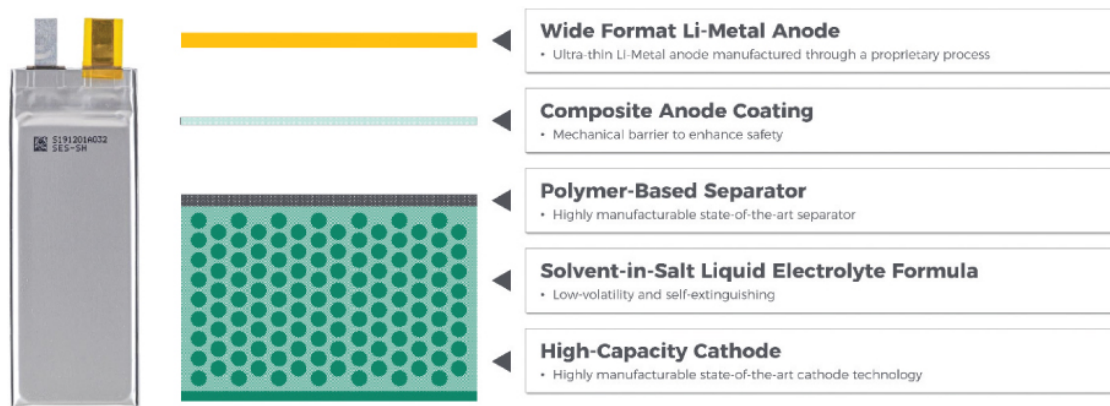 S191201AG32
SES-SH
Wide Format Li-Metal Anode
• Ultra-thin Li-Metal anode manufactured through a proprietary process
Composite Anode Coating
• Mechanical barrier to enhance safety
Polymer-Based Separator
• Highly manufacturable state-of-the-art separator
Solvent-in-Salt Liquid Electrolyte Formula
• Low-volatility and self-extinguishing
High-Capacity Cathode
• Highly manufacturable state-of-the-art cathode technology